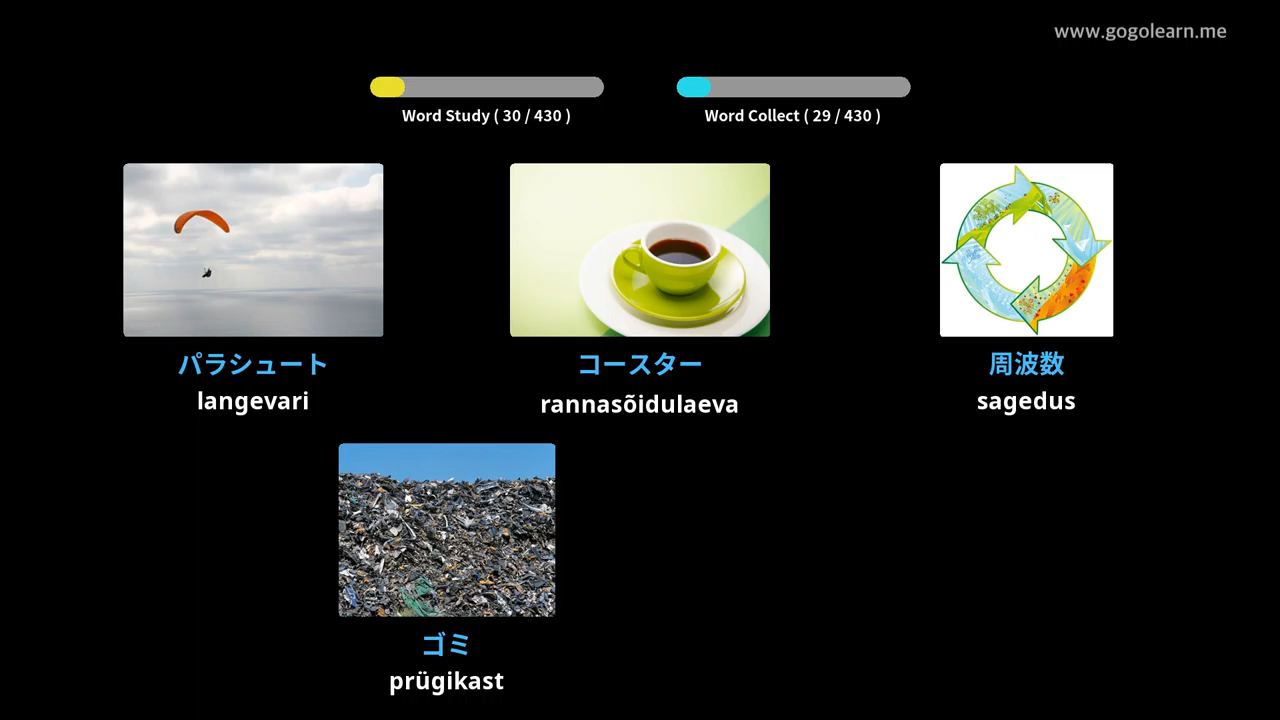 www.gogolearn.me
Word Study ( 30 / 430 )
Word Collect ( 29 / 430 )
パラシュート
langevari
コースター
rannasõidulaeva
周波数
sagedus
ゴミ
prügikast